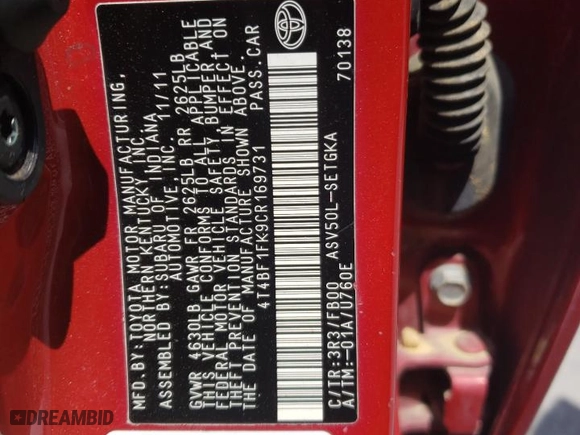 MFD.BY:TOYOTA MOTOR MANUFACTURING,
NORTHERN KENTUCKY, INC.
ASSEMBLED BY:SUBARU OF INDIANA
AUTOMOTIVE, INC. 11/11
GVWR 4630LB GAWR FR 2625LB RR 2625LB
THIS VEHICLE CONFORMS TO ALL APPLICABLE
FEDERAL MOTOR VEHICLE SAFETY, BUMPER AND
THEFT PREVENTION STANDARDS IN EFFECT ON
THE DATE OF MANUFACTURE SHOWN ABOVE.
4T4BF1FK9CR169731 PASS.CAR
C/TR:3R3/FB00 ASV50L-SETGKA
A/TM:-01A/U760E 70138
DREAMBID